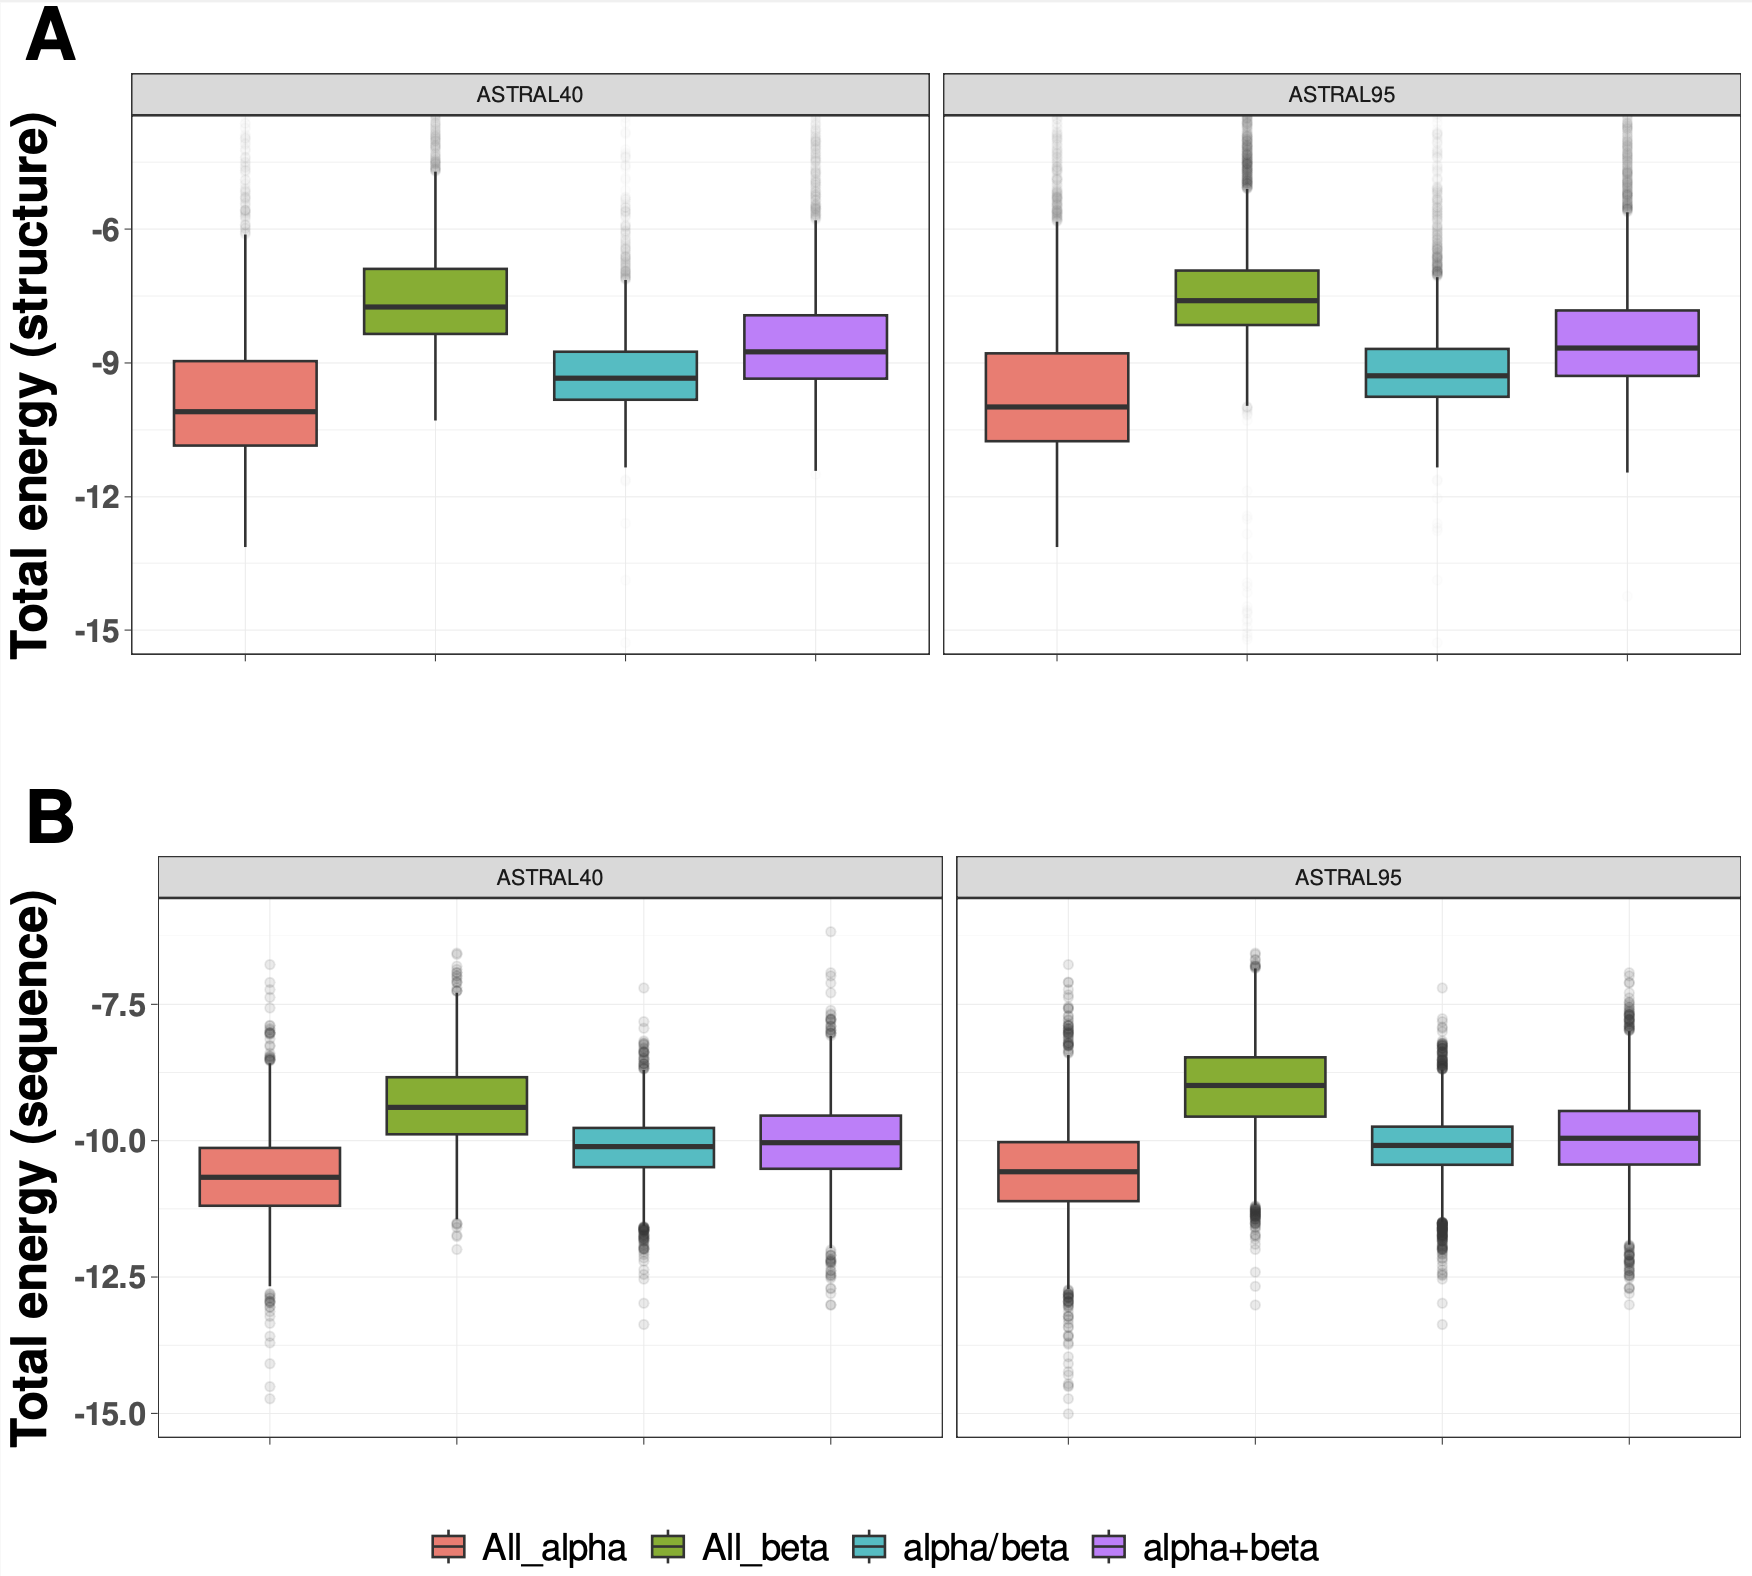 A
ASTRAL40
ASTRAL95
Total energy (structure)
-6
-9
-12
-15
B
ASTRAL40
ASTRAL95
Total energy (sequence)
-7.5
-10.0
-12.5
-15.0
All_alpha
All_beta
alpha/beta
alpha+beta